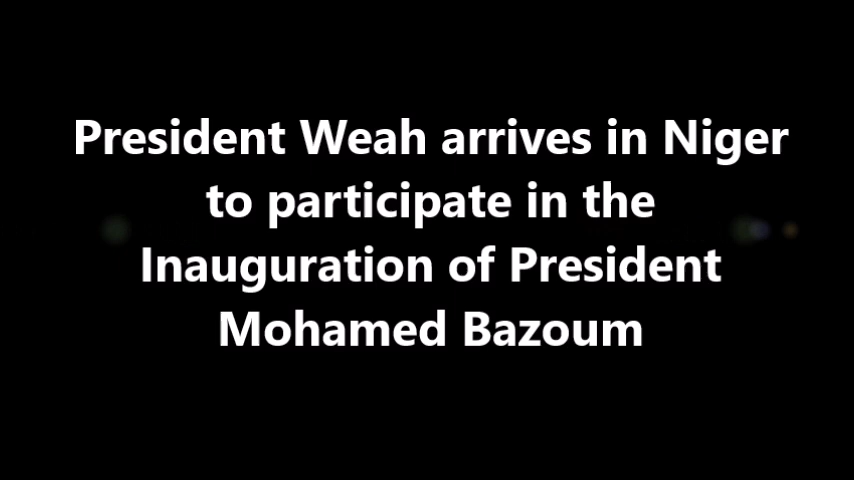 President Weah arrives in Niger
to participate in the
Inauguration of President
Mohamed Bazoum